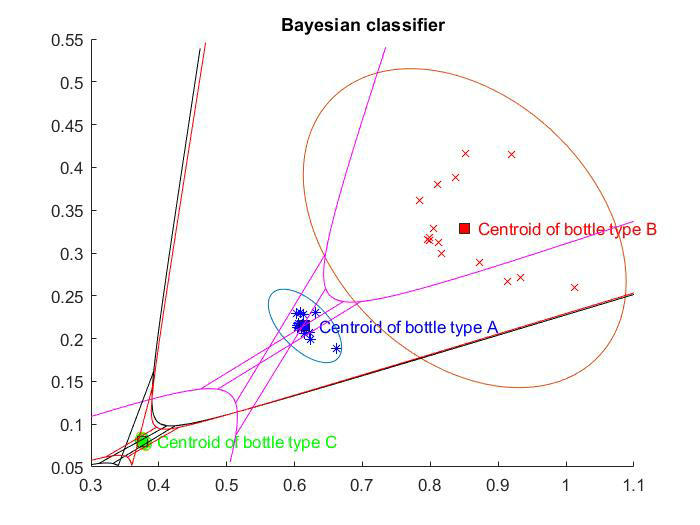 Bayesian classifier
0.55
0.5
0.45
0.4
0.35
0.3
0.25
0.2
0.15
0.1
0.05
Centroid of bottle type B
Centroid of bottle type A
Centroid of bottle type C
0.3 0.4 0.5 0.6 0.7 0.8 0.9 1 1.1